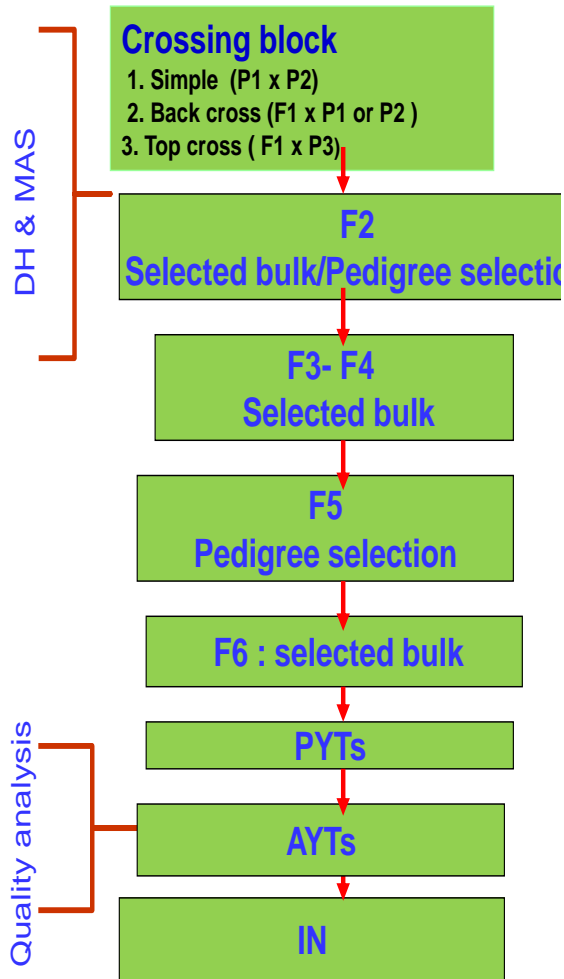 Crossing block
1. Simple (P1 x P2)
2. Back cross (F1 x P1 or P2 )
3. Top cross ( F1 x P3)
DH & MAS
F2
Selected bulk/Pedigree selectio
F3- F4
Selected bulk
F5
Pedigree selection
F6 : selected bulk
Quality analysis
PYTs
AYTs
IN